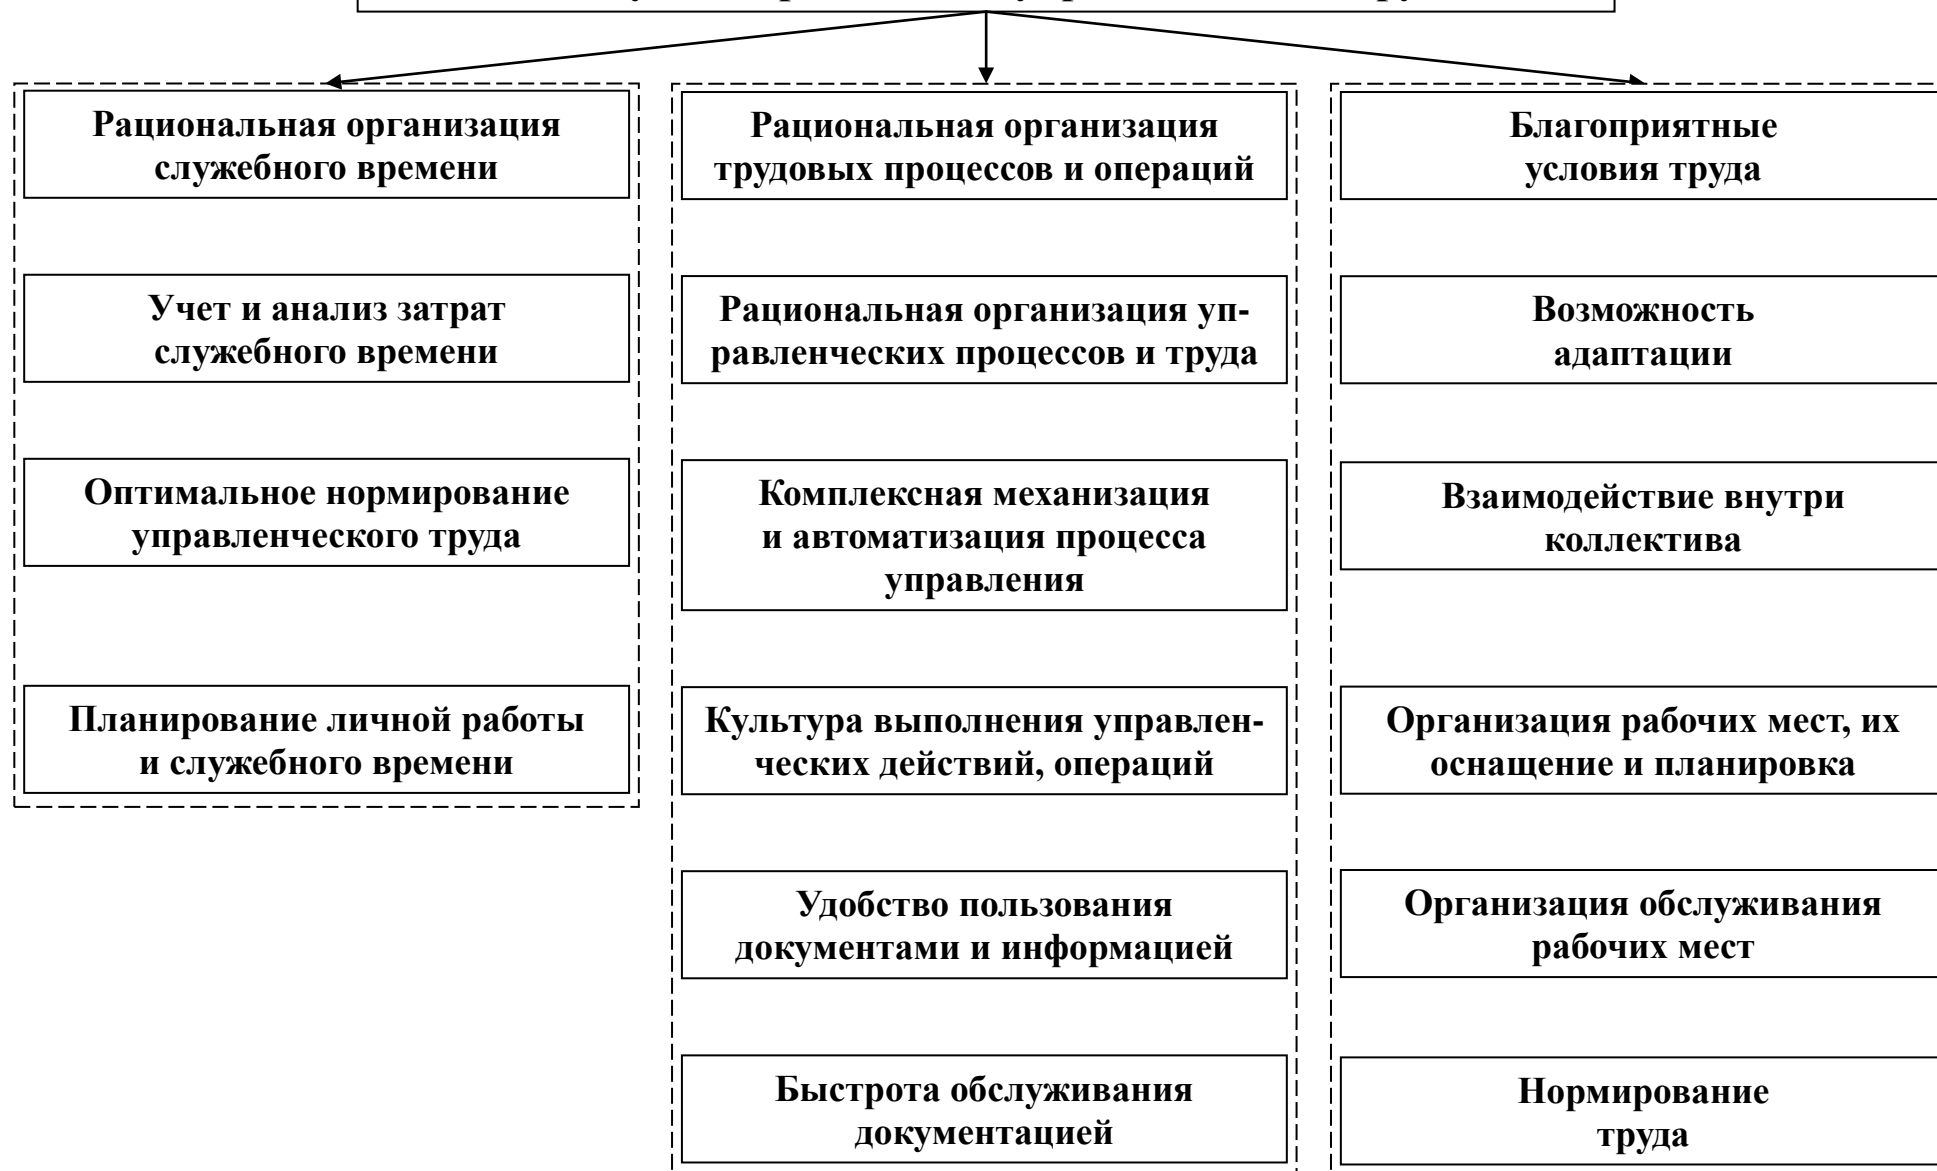 Рациональная организация
служебного времени
Учет и анализ затрат
служебного времени
Оптимальное нормирование
управленческого труда
Планирование личной работы
и служебного времени
Рациональная организация
трудовых процессов и операций
Рациональная организация уп-
равленческих процессов и труда
Комплексная механизация
и автоматизация процесса
управления
Культура выполнения управлен-
ческих действий, операций
Удобство пользования
документами и информацией
Быстрота обслуживания
документацией
Благоприятные
условия труда
Возможность
адаптации
Взаимодействие внутри
коллектива
Организация рабочих мест, их
оснащение и планировка
Организация обслуживания
рабочих мест
Нормирование
труда